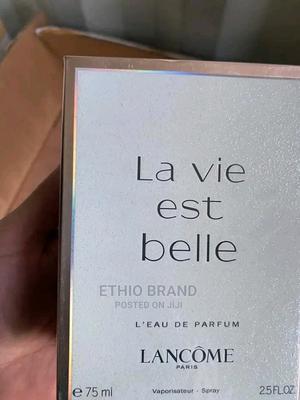 La vie
est
belle
ETHIO BRAND
POSTED ON JIJI
L'EAU DE PARFUM
LANCÔME
PARIS
e 75 ml Vaporisateur - Spray 2.5 FL.OZ.